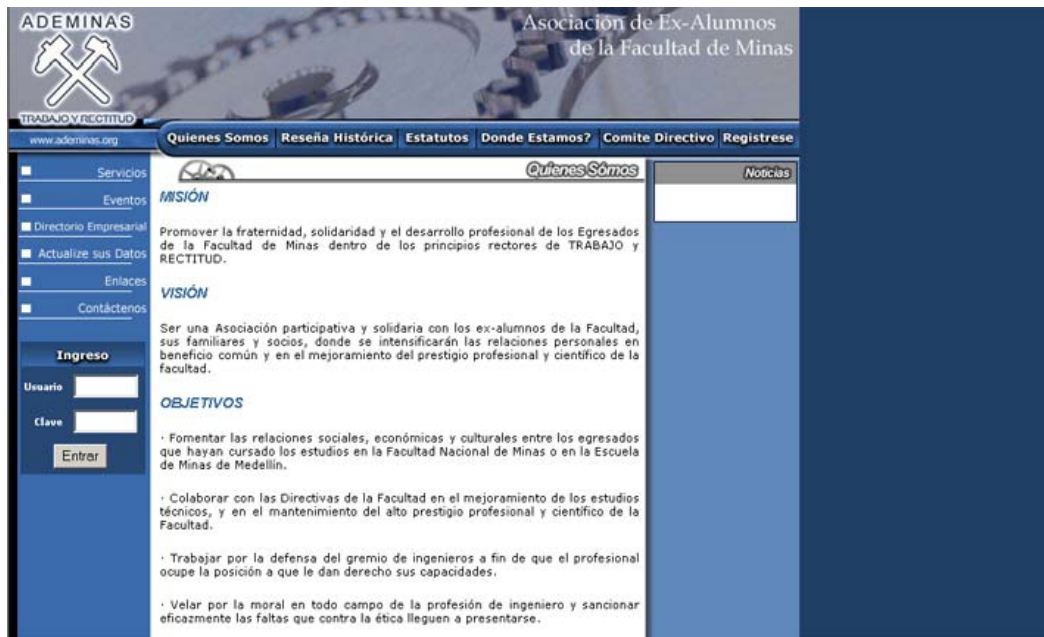 ADEMINAS
TRABAJO Y RECTITUD
www.ademinas.org
Asociación de Ex-Alumnos
de la Facultad de Minas
Quienes Somos Reseña Histórica Estatutos Donde Estamos? Comite Directivo Registrese
Servicios
Eventos
Directorio Empresarial
Actualize sus Datos
Enlaces
Contáctenos
Ingreso
Usuario
Clave
Entrar
Quienes Sómos
MISIÓN
Promover la fraternidad, solidaridad y el desarrollo profesional de los Egresados
de la Facultad de Minas dentro de los principios rectores de TRABAJO y
RECTITUD.
VISIÓN
Ser una Asociación participativa y solidaria con los ex-alumnos de la Facultad,
sus familiares y socios, donde se intensificarán las relaciones personales en
beneficio común y en el mejoramiento del prestigio profesional y científico de la
facultad.
OBJETIVOS
· Fomentar las relaciones sociales, económicas y culturales entre los egresados
que hayan cursado los estudios en la Facultad Nacional de Minas o en la Escuela
de Minas de Medellín.
· Colaborar con las Directivas de la Facultad en el mejoramiento de los estudios
técnicos, y en el mantenimiento del alto prestigio profesional y científico de la
Facultad.
· Trabajar por la defensa del gremio de ingenieros a fin de que el profesional
ocupe la posición a que le dan derecho sus capacidades.
· Velar por la moral en todo campo de la profesión de ingeniero y sancionar
eficazmente las faltas que contra la ética lleguen a presentarse.
Noticias